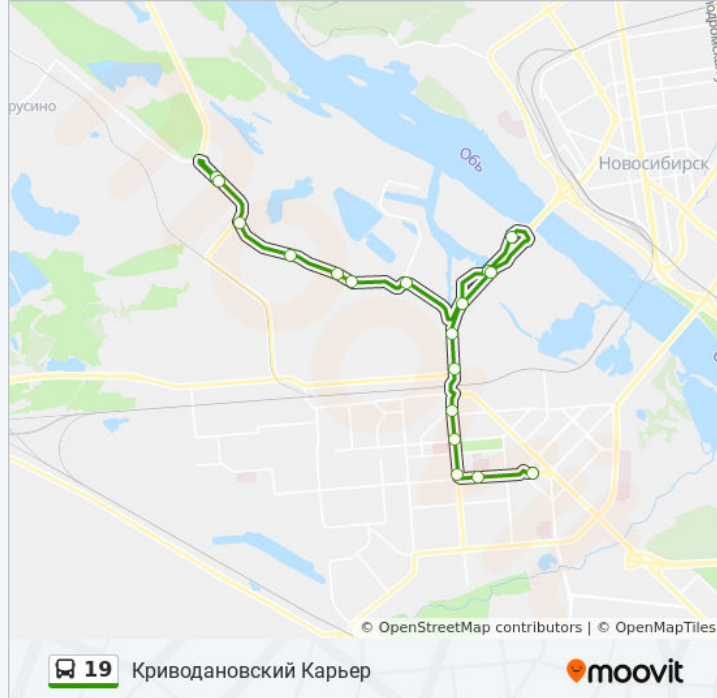 русино
Обь
Новосибирск
© OpenStreetMap contributors | © OpenMapTiles
19 Криводановский Карьер
moovit